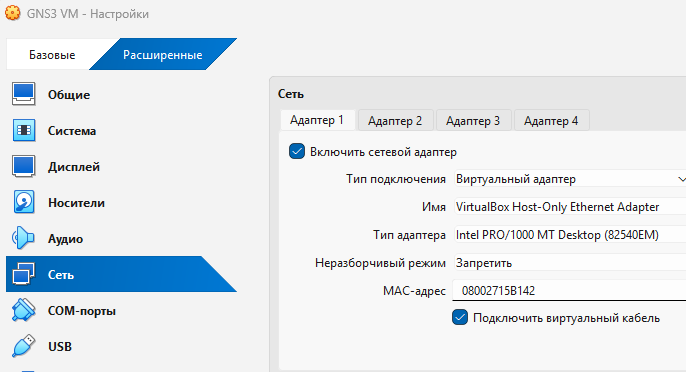 GNS3 VM - Настройки
Базовые
Расширенные
Общие
Система
Дисплей
Носители
Аудио
Сеть
COM-порты
USB
Сеть
Адаптер 1
Адаптер 2
Адаптер 3
Адаптер 4
Включить сетевой адаптер
Тип подключения Виртуальный адаптер
Имя VirtualBox Host-Only Ethernet Adapter
Тип адаптера Intel PRO/1000 MT Desktop (82540EM)
Неразборчивый режим Запретить
MAC-адрес 08002715B142
Подключить виртуальный кабель